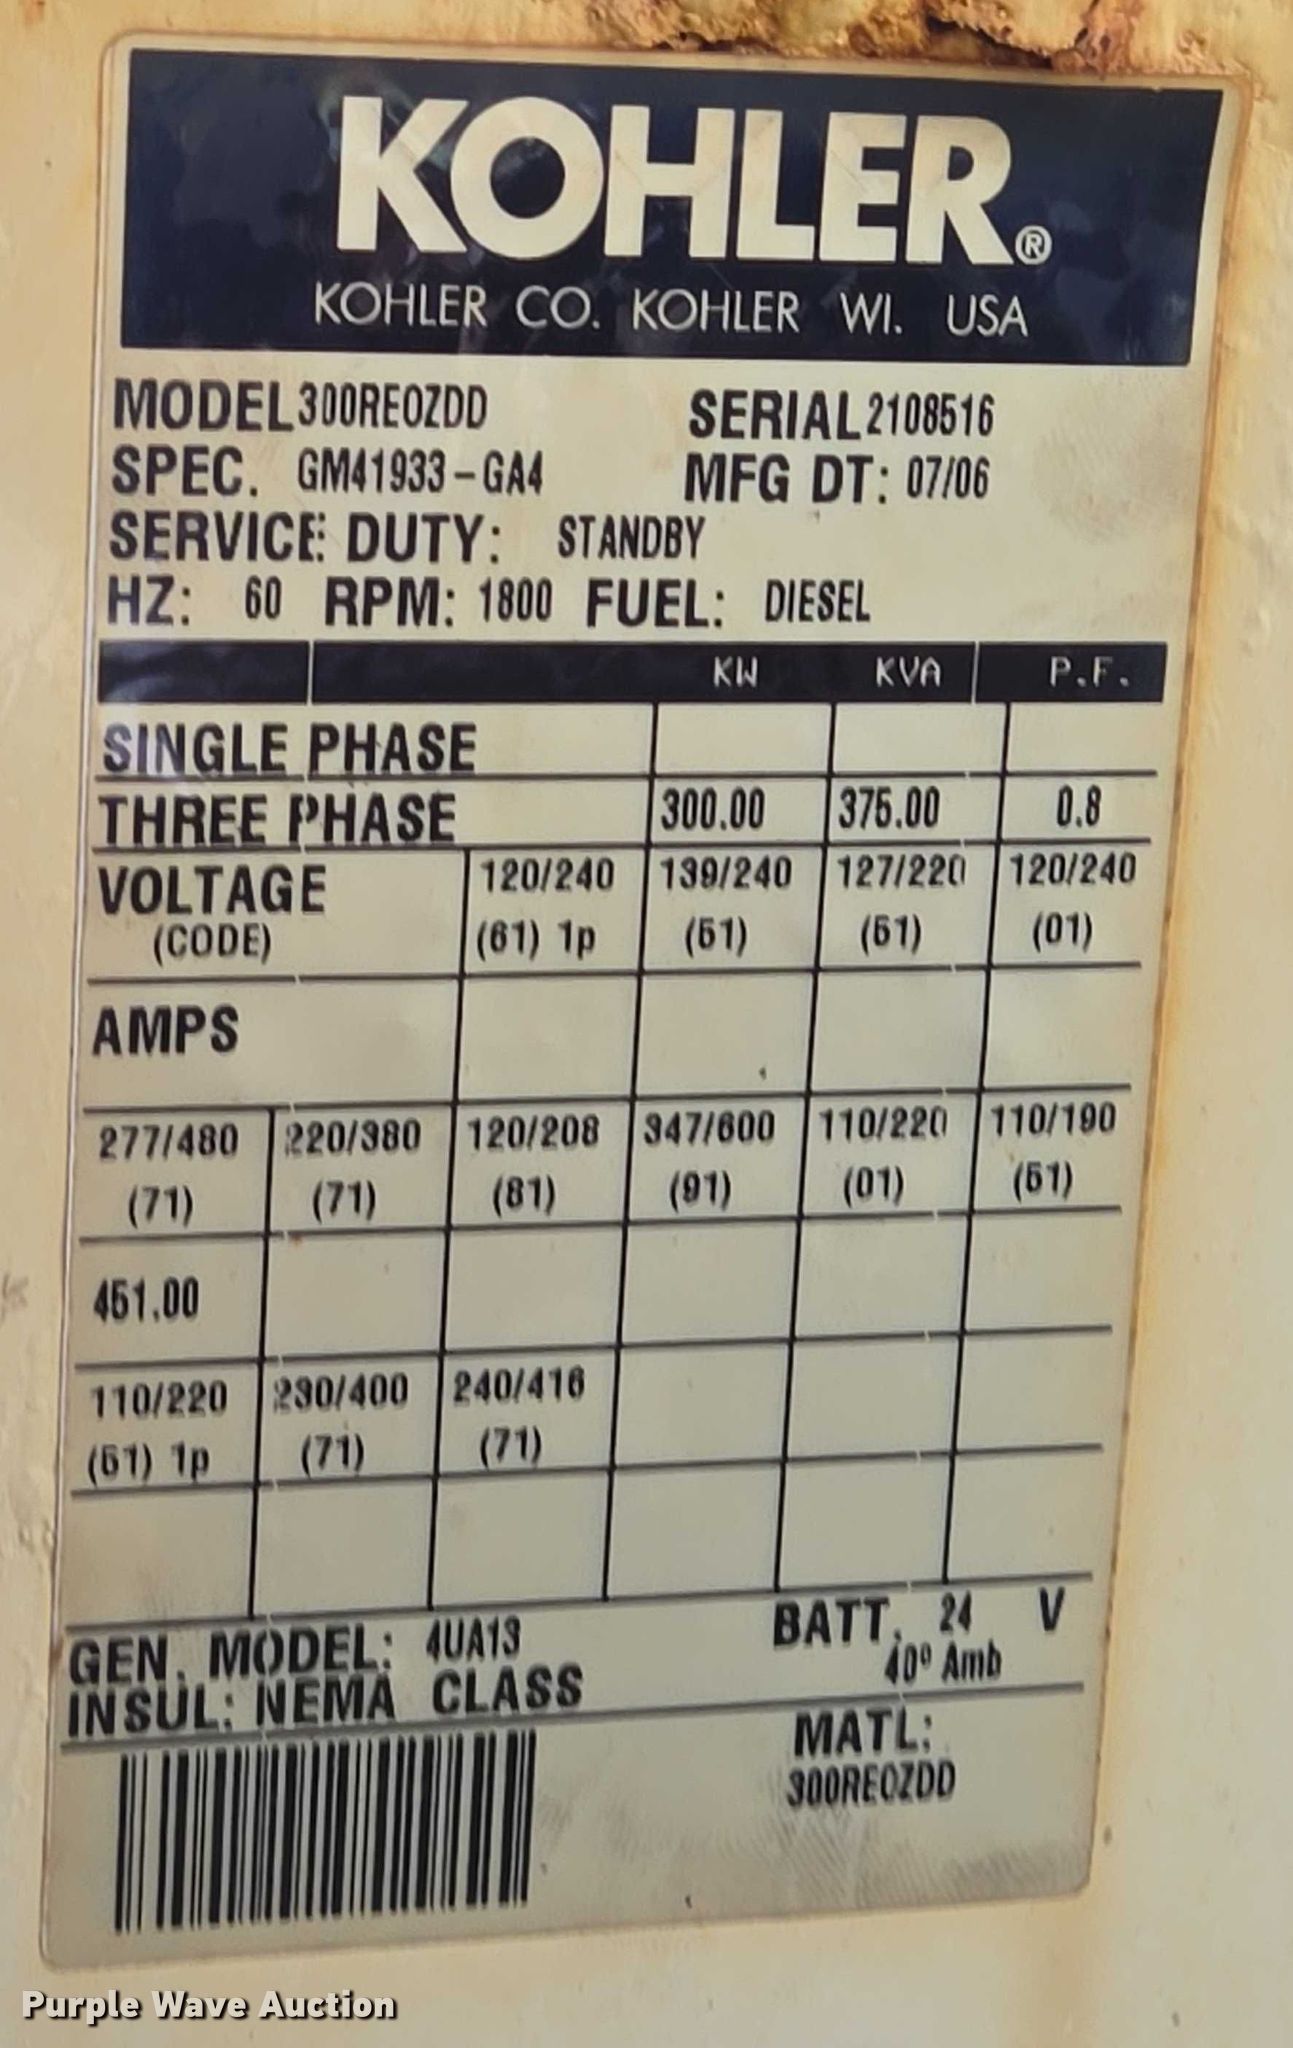 KOHLER®
KOHLER CO. KOHLER WI. USA
MODEL 300REOZDD SERIAL 2108516
SPEC. GM41933-GA4 MFG DT: 07/06
SERVICE DUTY: STANDBY
HZ: 60 RPM: 1800 FUEL: DIESEL
KW KVA P.F.
SINGLE PHASE
THREE PHASE 300.00 375.00 0.8
VOLTAGE 120/240 139/240 127/220 120/240
(CODE) (61) 1p (61) (61) (01)
AMPS
277/480 220/380 120/208 347/600 110/220 110/190
(71) (71) (81) (91) (01) (61)
451.00
110/220 230/400 240/416
(61) 1p (71) (71)
GEN. MODEL: 4UA13 BATT. 24 V
INSUL: NEMA CLASS 40º Amb
MATL:
300REOZDD
Purple Wave Auction